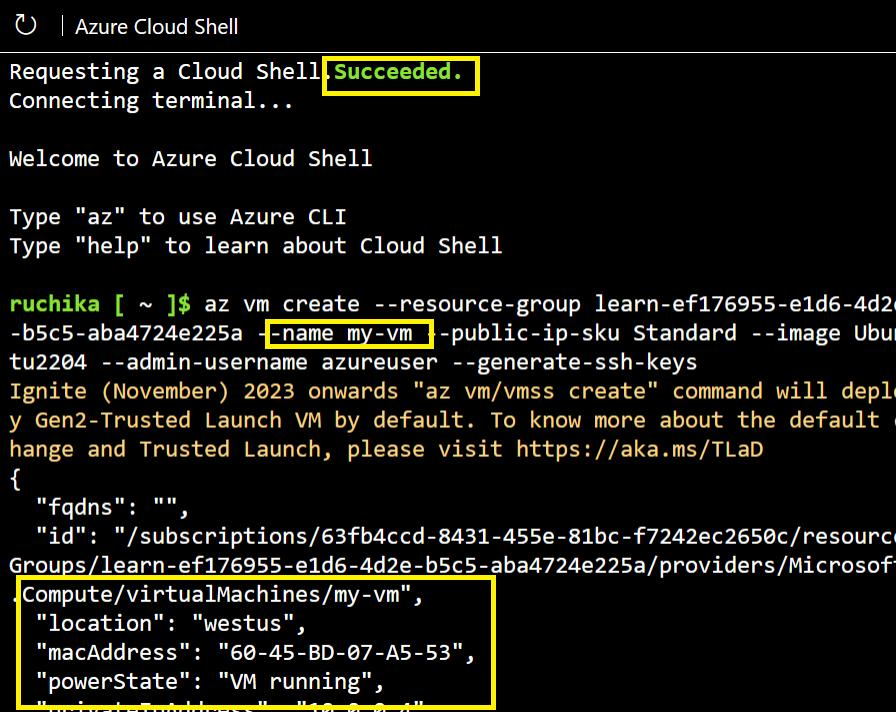 Azure Cloud Shell
Requesting a Cloud Shell.Succeeded.
Connecting terminal...
Welcome to Azure Cloud Shell
Type "az" to use Azure CLI
Type "help" to learn about Cloud Shell
ruchika [ ~ ]$ az vm create --resource-group learn-ef176955-e1d6-4d2e
-b5c5-aba4724e225a --name my-vm --public-ip-sku Standard --image Ubun
tu2204 --admin-username azureuser --generate-ssh-keys
Ignite (November) 2023 onwards "az vm/vmss create" command will deplo
y Gen2-Trusted Launch VM by default. To know more about the default c
hange and Trusted Launch, please visit https://aka.ms/TLaD
{
"fqdns": "",
"id": "/subscriptions/63fb4ccd-8431-455e-81bc-f7242ec2650c/resource
Groups/learn-ef176955-e1d6-4d2e-b5c5-aba4724e225a/providers/Microsoft
.Compute/virtualMachines/my-vm",
"location": "westus",
"macAddress": "60-45-BD-07-A5-53",
"powerState": "VM running",